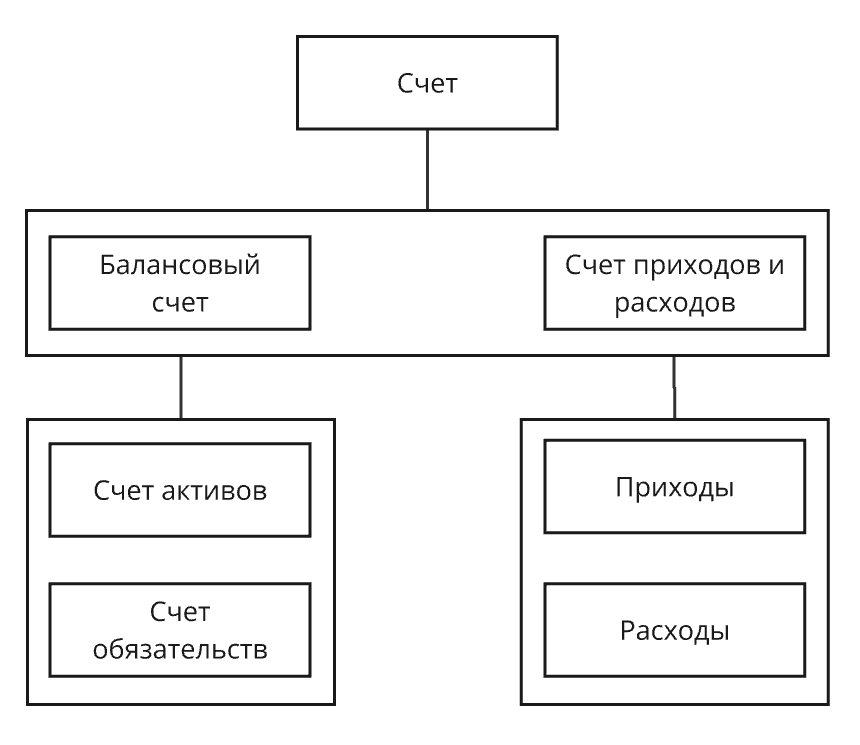 Счет
Балансовый
счет
Счет приходов и
расходов
Счет активов
Счет
обязательств
Приходы
Расходы